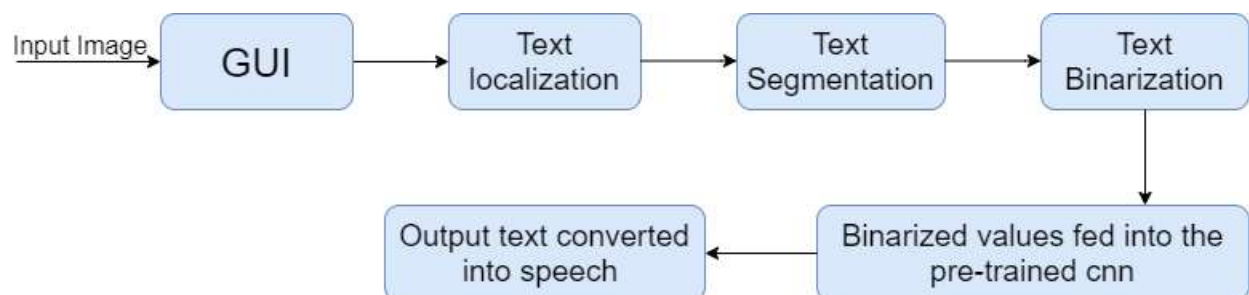 Input Image
GUI
Text
localization
Text
Segmentation
Text
Binarization
Binarized values fed into the
pre-trained cnn
Output text converted
into speech